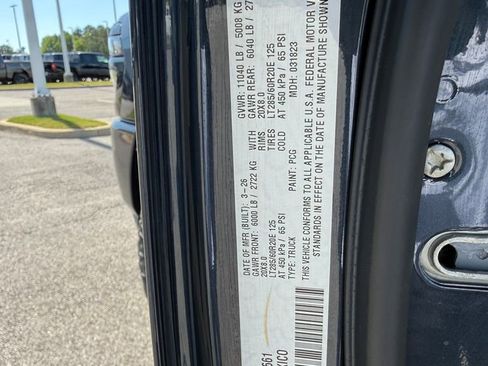 DATE OF MFR (BUILT): 3-26 GVWR: 11040 LB / 5008 KG
GAWR FRONT: 6000 LB / 2722 KG WITH GAWR REAR: 6040 LB / 27
20X8.0 RIMS 20X8.0
LT285/60R20E 125 TIRES LT285/60R20E 125
AT 450 kPa / 65 PSI COLD AT 450 kPa / 65 PSI
TYPE: TRUCK PAINT: PCG MDH: 031823
THIS VEHICLE CONFORMS TO ALL APPLICABLE U.S.A. FEDERAL MOTOR V
STANDARDS IN EFFECT ON THE DATE OF MANUFACTURE SHOWN
561
XICO